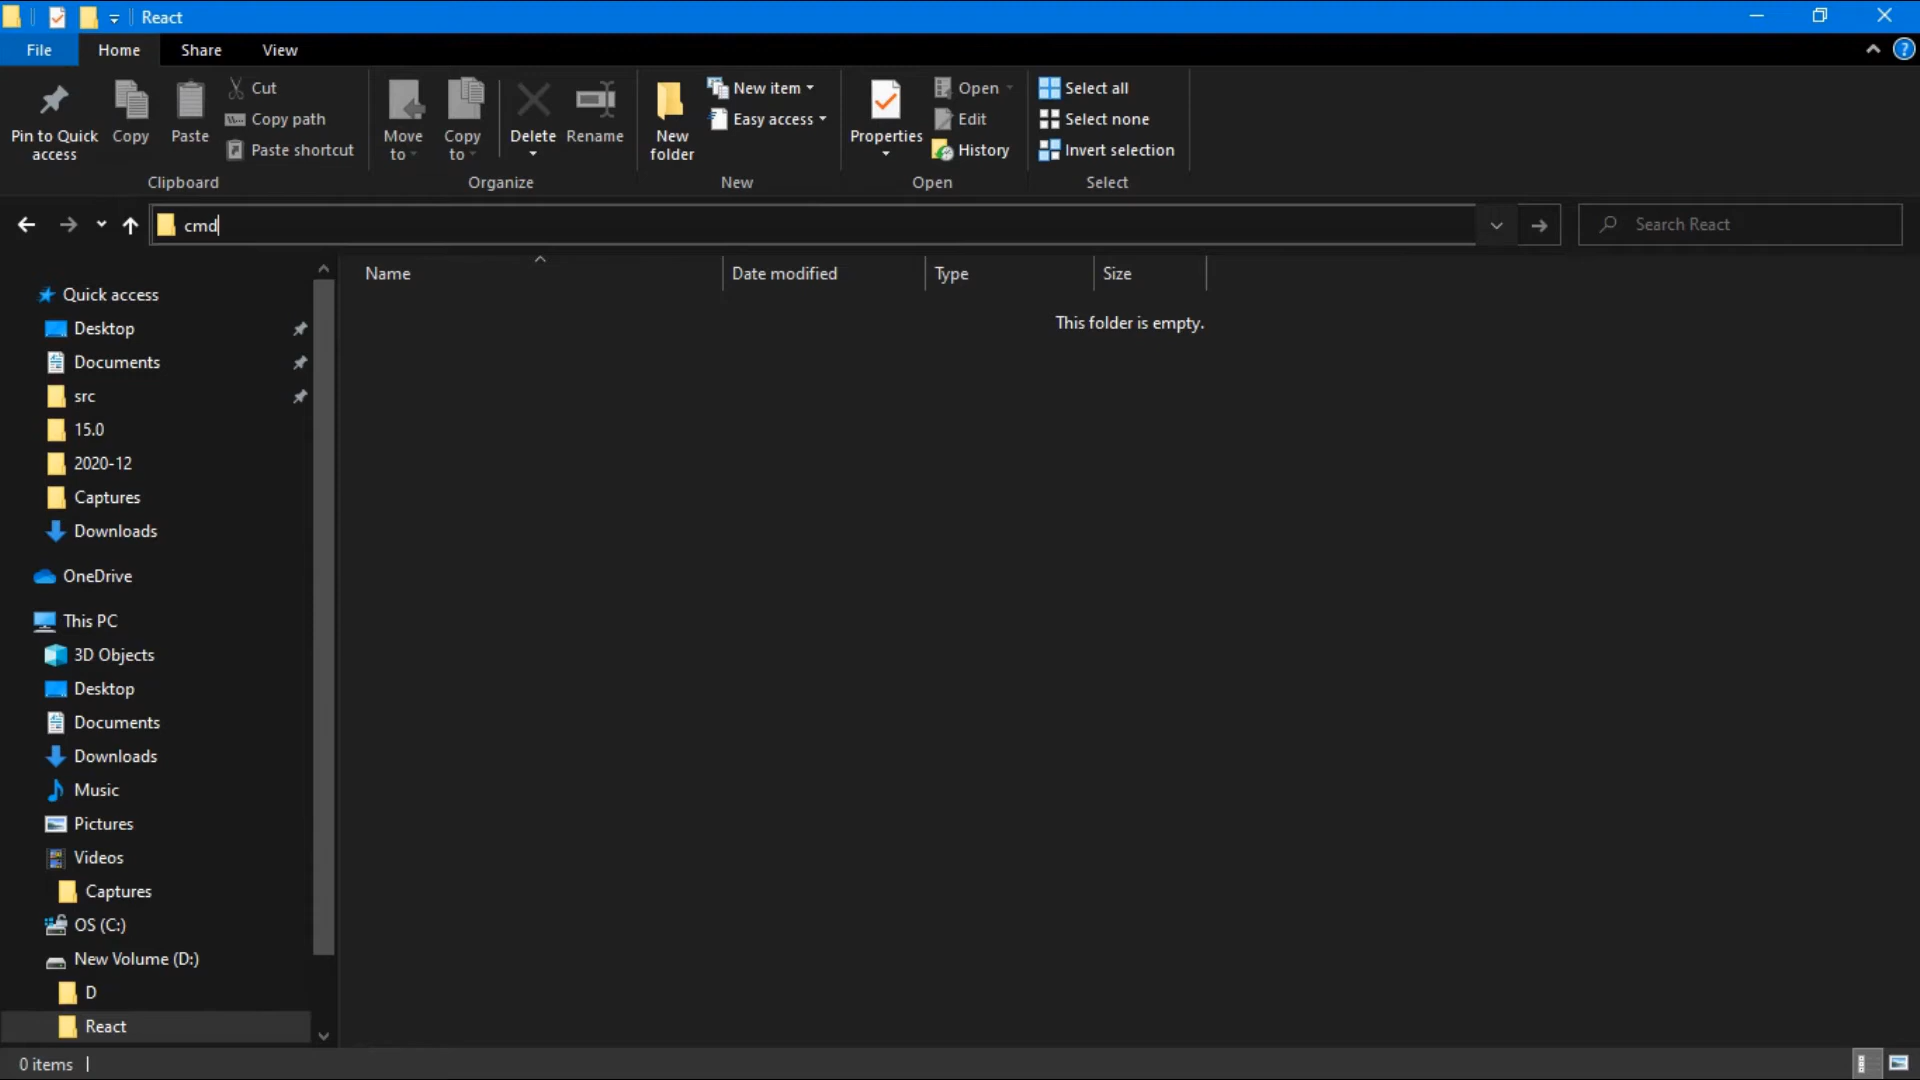 React
File
Home
Share
View
Pin to Quick
access
Copy
Paste
Cut
Copy path
Paste shortcut
Clipboard
Move
to
Copy
to
Delete
Rename
Organize
New
folder
New item
Easy access
New
Properties
Open
Edit
History
Open
Select all
Select none
Invert selection
Select
cmd
Search React
Name
Date modified
Type
Size
This folder is empty.
Quick access
Desktop
Documents
src
15.0
2020-12
Captures
Downloads
OneDrive
This PC
3D Objects
Desktop
Documents
Downloads
Music
Pictures
Videos
Captures
OS (C:)
New Volume (D:)
D
React
0 items